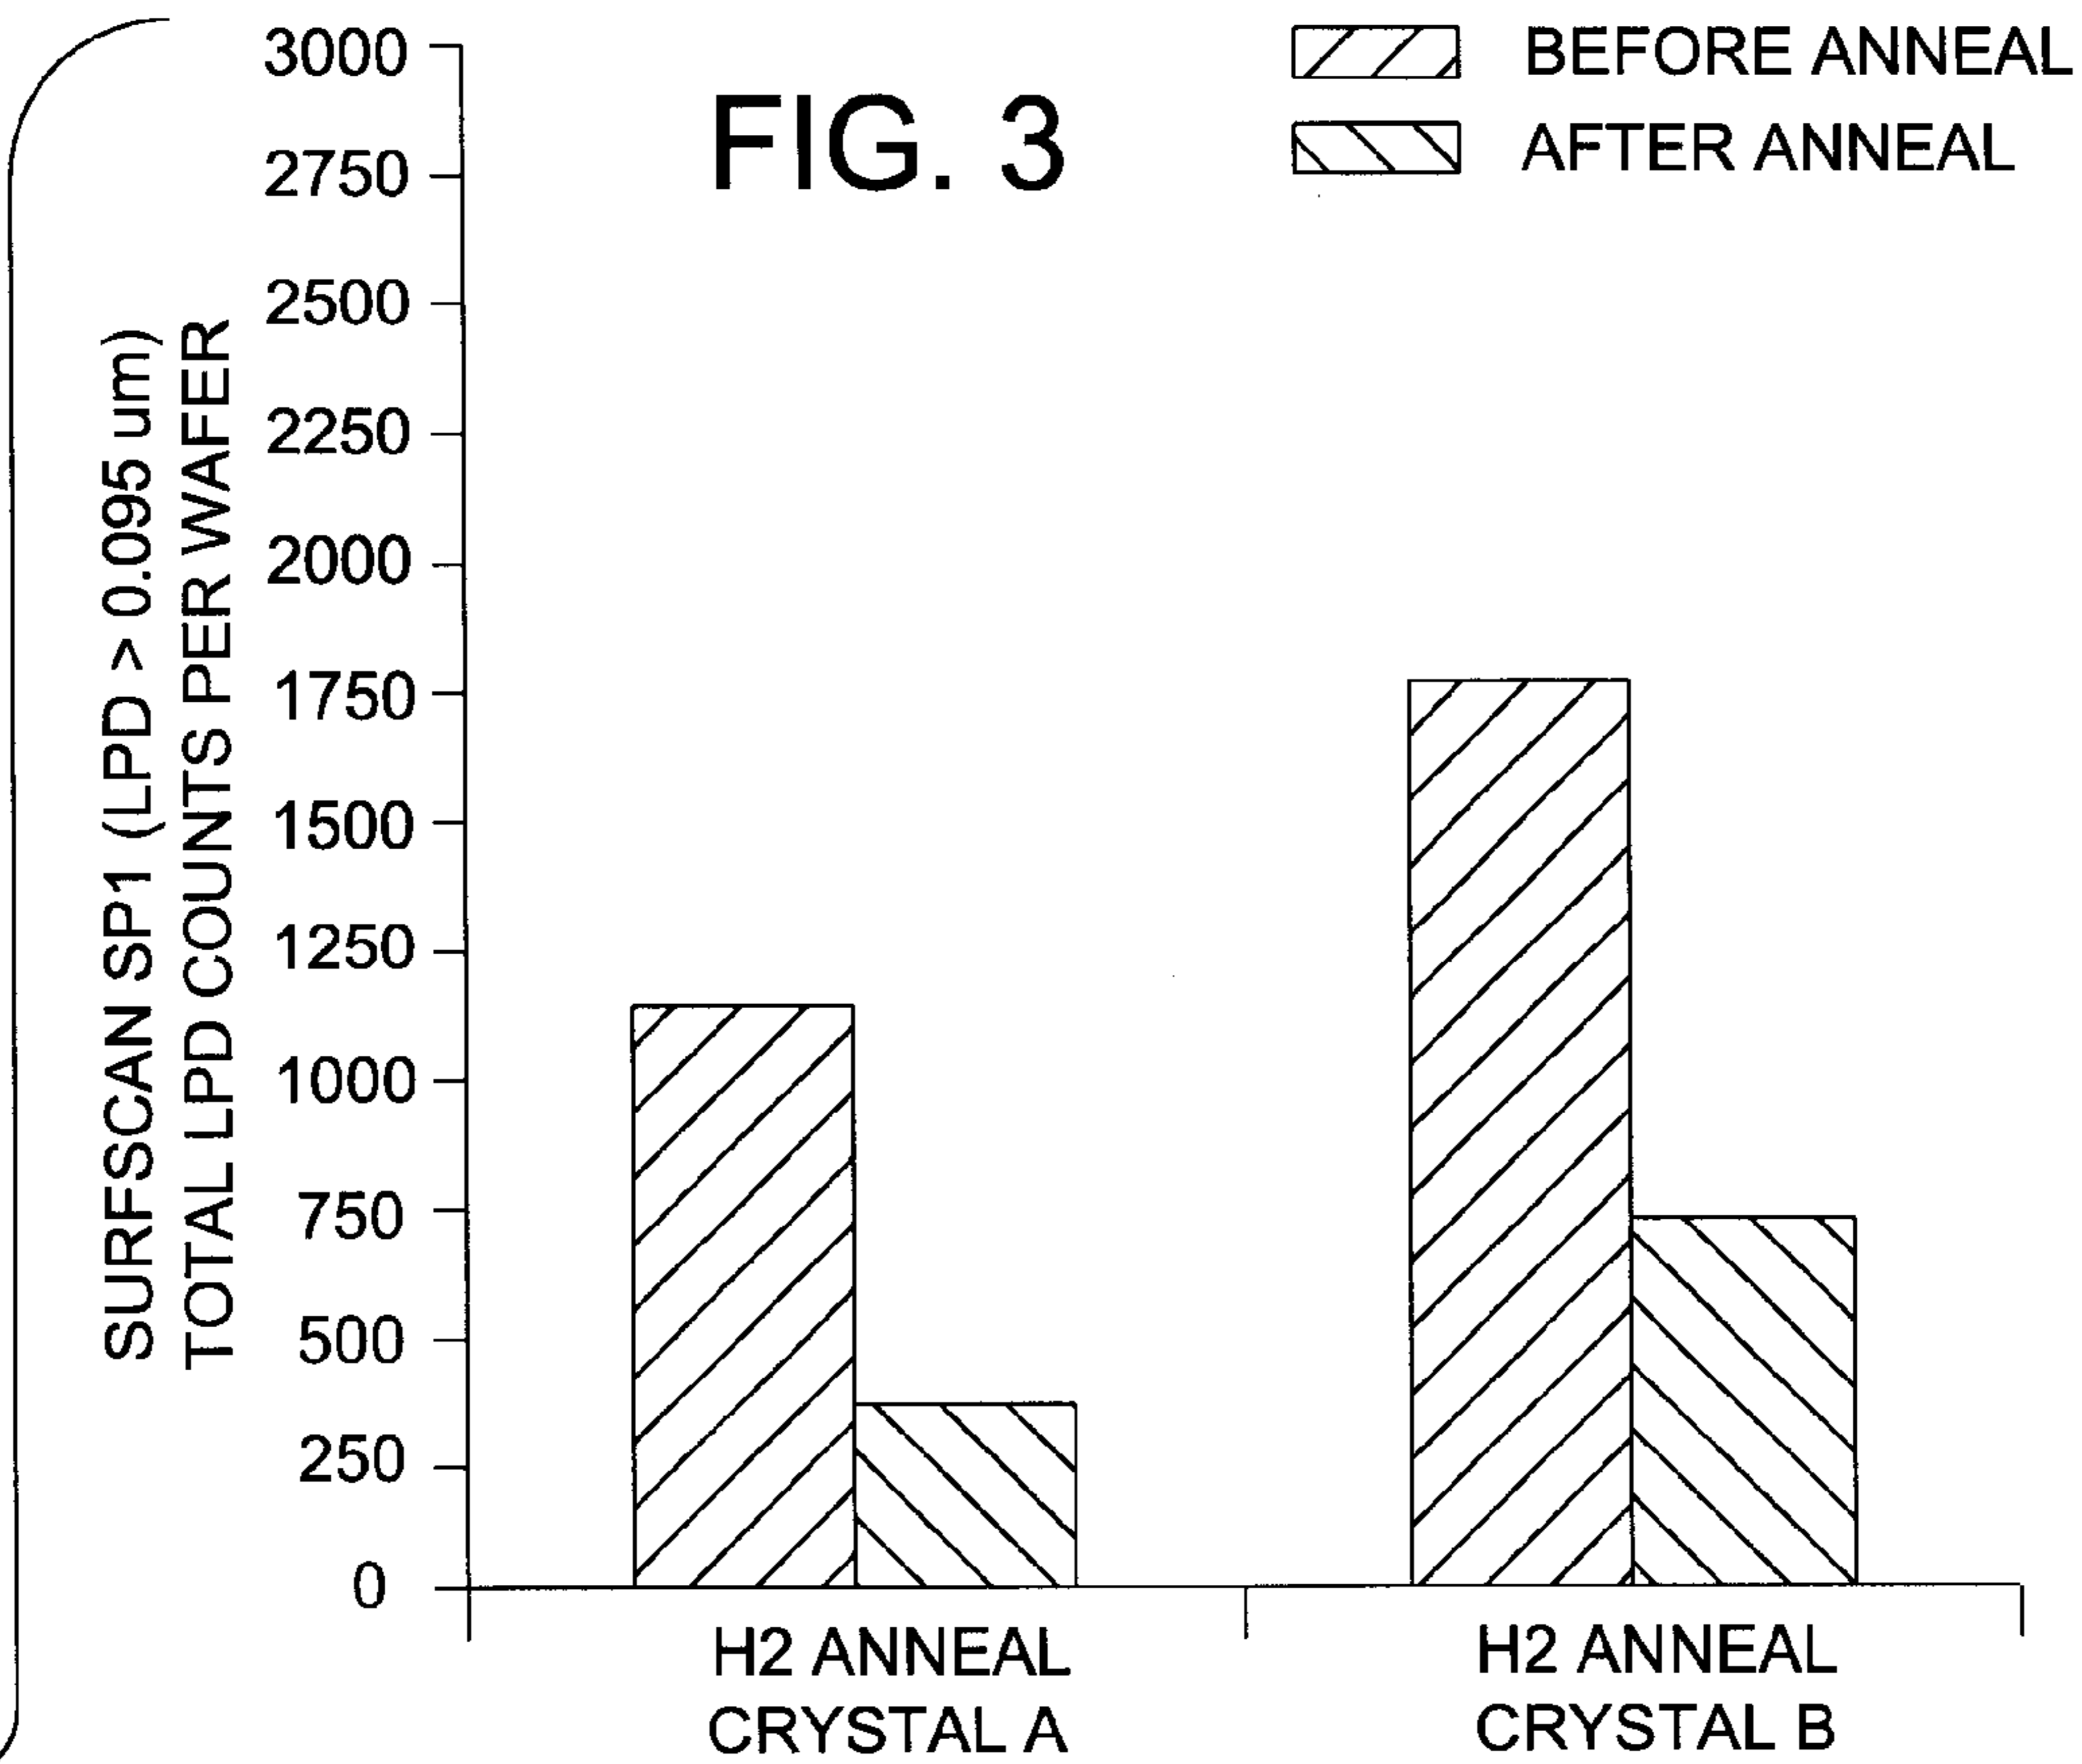 FIG. 3
BEFORE ANNEAL
AFTER ANNEAL
SURFSCAN SP1 (LPD > 0.095 um)
TOTAL LPD COUNTS PER WAFER
3000
2750
2500
2250
2000
1750
1500
1250
1000
750
500
250
0
H2 ANNEAL
CRYSTAL A
H2 ANNEAL
CRYSTAL B